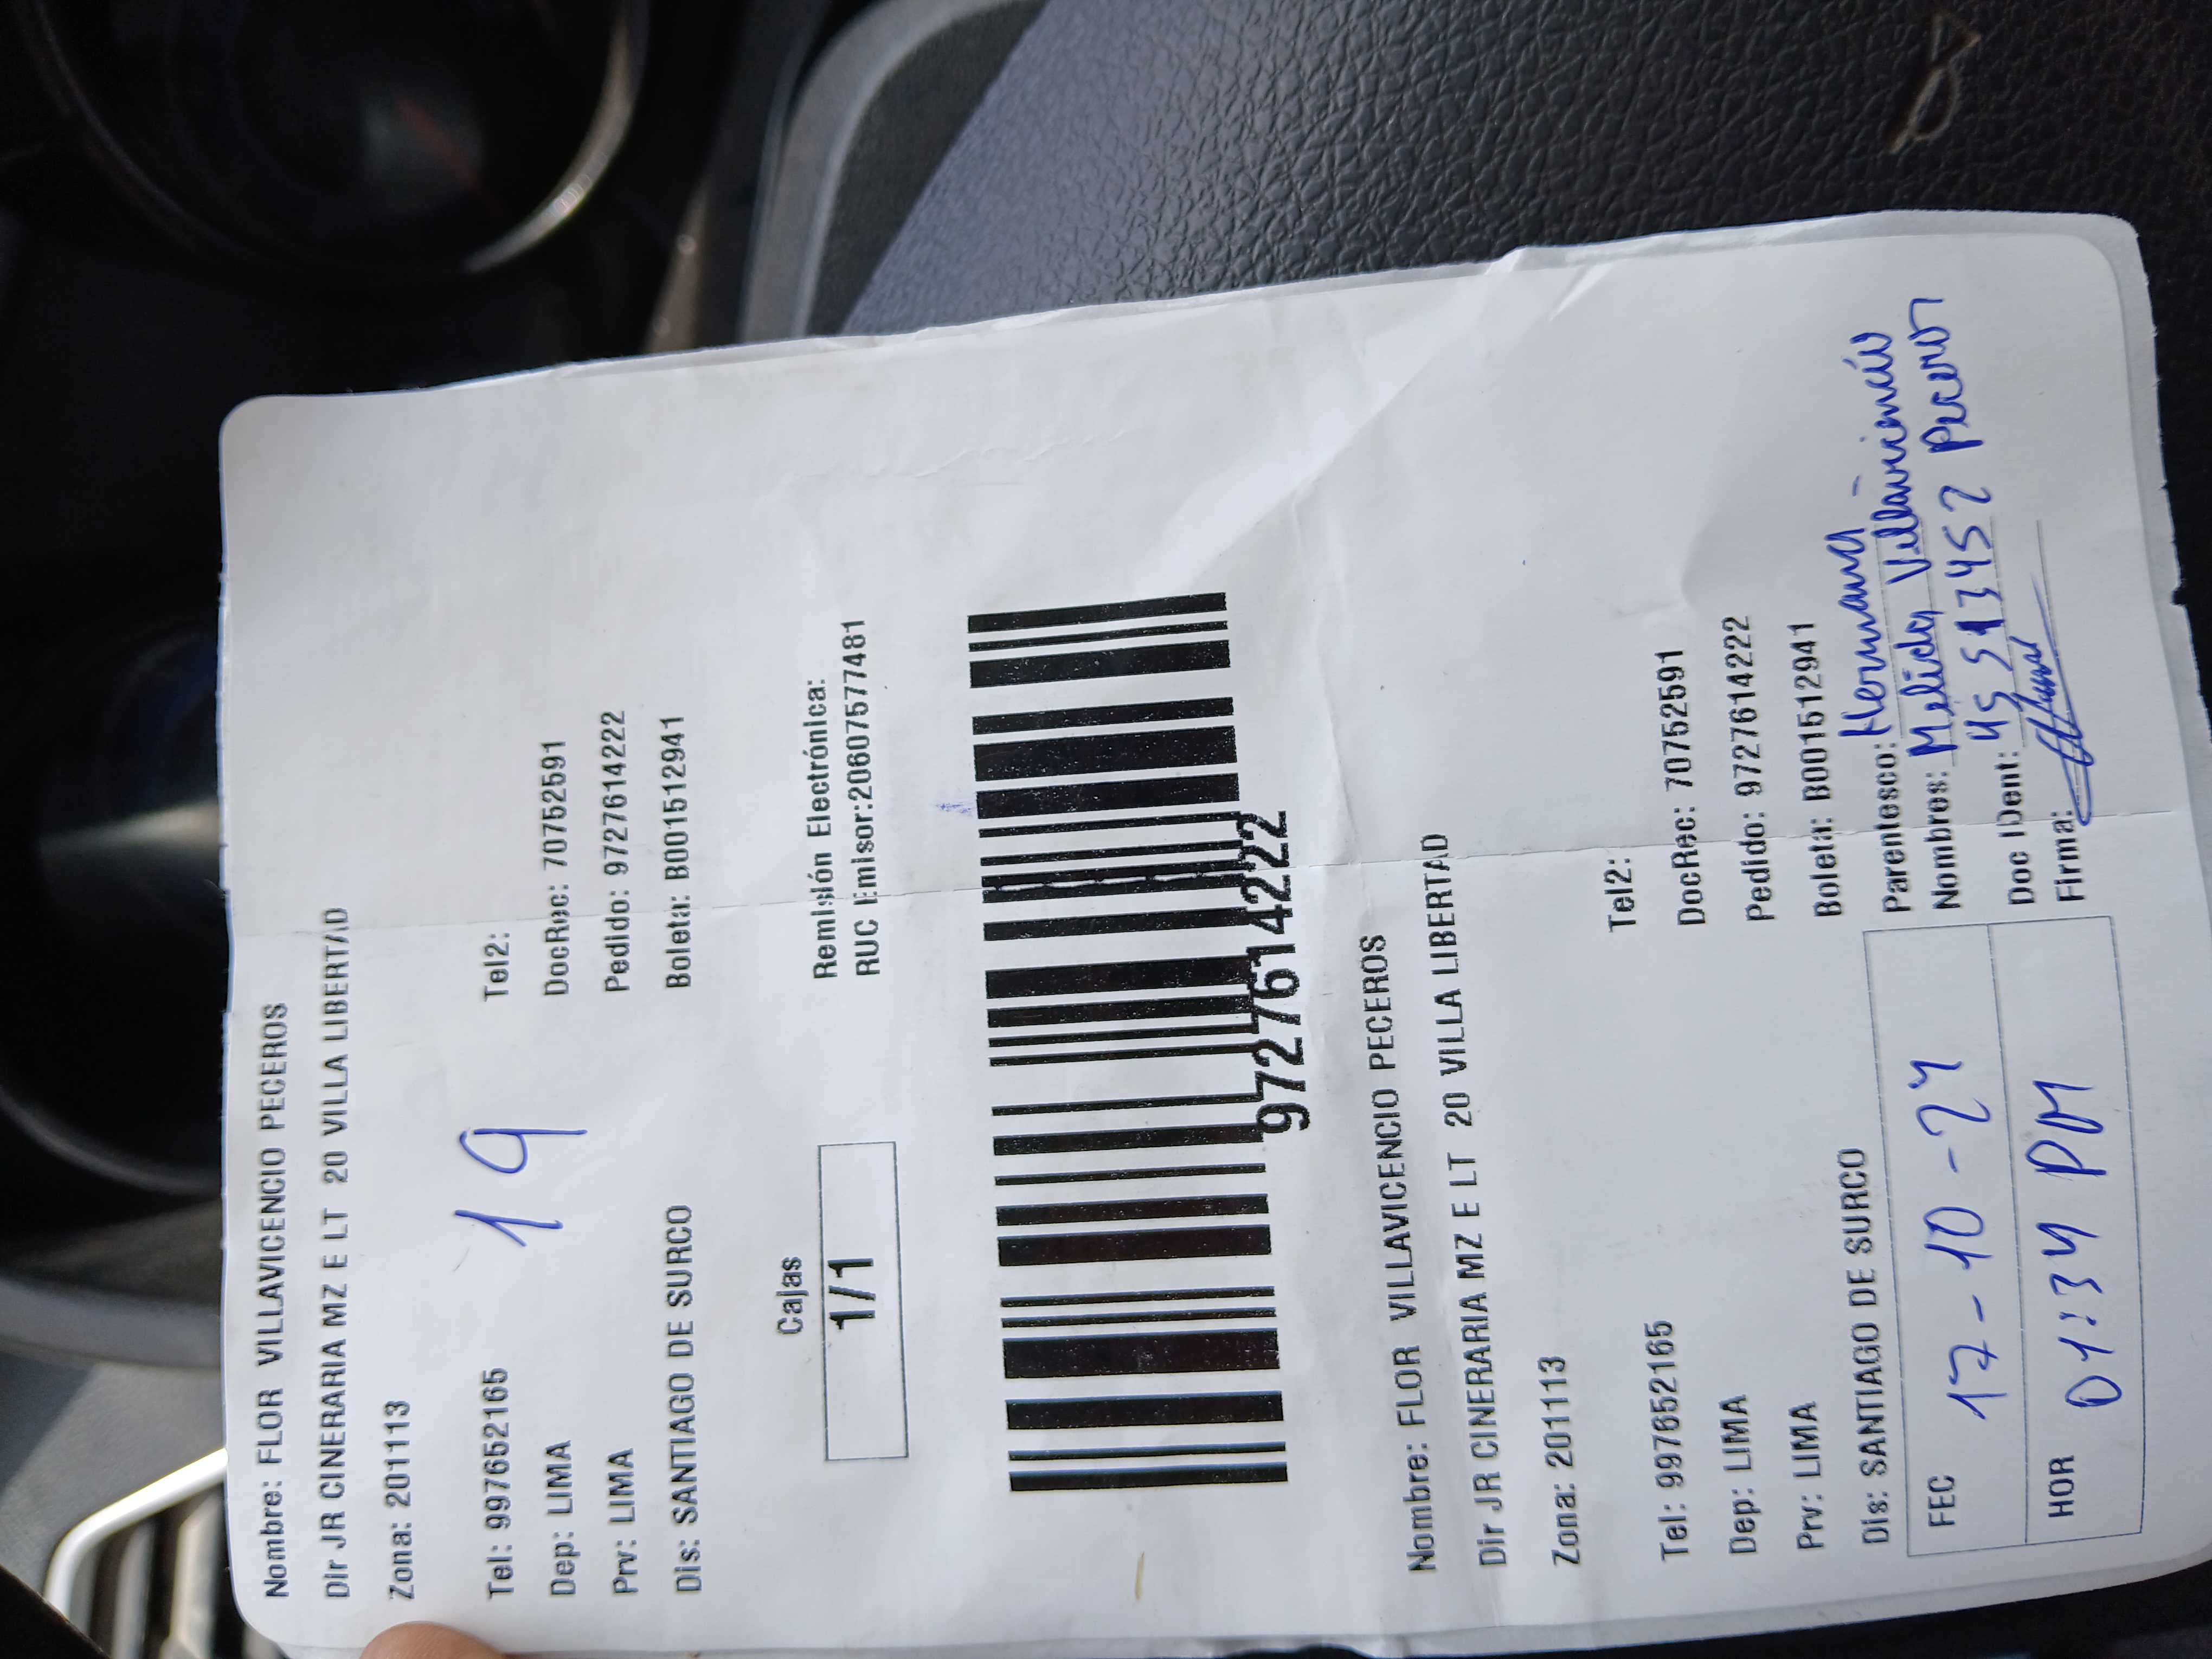 Nombre: FLOR VILLAVICENCIO PECEROS
Dir JR CINERARIA MZ E LT 20 VILLA LIBERTAD
Zona: 201113
19
Tel: 997652165 Tel2:
Dep: LIMA DocRec: 70752591
Prv: LIMA Pedido: 9727614222
Dis: SANTIAGO DE SURCO Boleta: B001512941
Cajas
1/1
Remisión Electrónica:
RUC Emisor:20607577481
9727614222
Nombre: FLOR VILLAVICENCIO PECEROS
Dir JR CINERARIA MZ E LT 20 VILLA LIBERTAD
Zona: 201113
Tel: 997652165 Tel2:
Dep: LIMA DocRec: 70752591
Prv: LIMA Pedido: 9727614222
Dis: SANTIAGO DE SURCO Boleta: B001512941
FEC 17-10-24
HOR 01:34 PM
Parentesco: Hermana -
Nombres: Melida Villavicencio
Peceros
Doc IDent: 45913452
Firma: